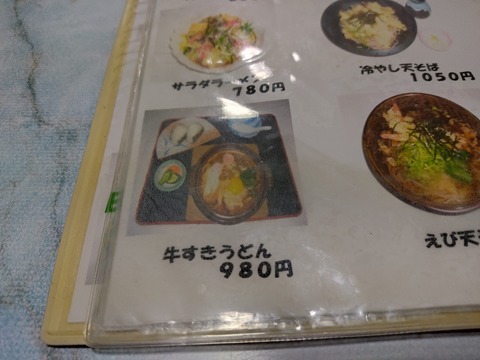 サラダラーメン
780円
冷やし天そば
1050円
牛すきうどん
980円
えび天